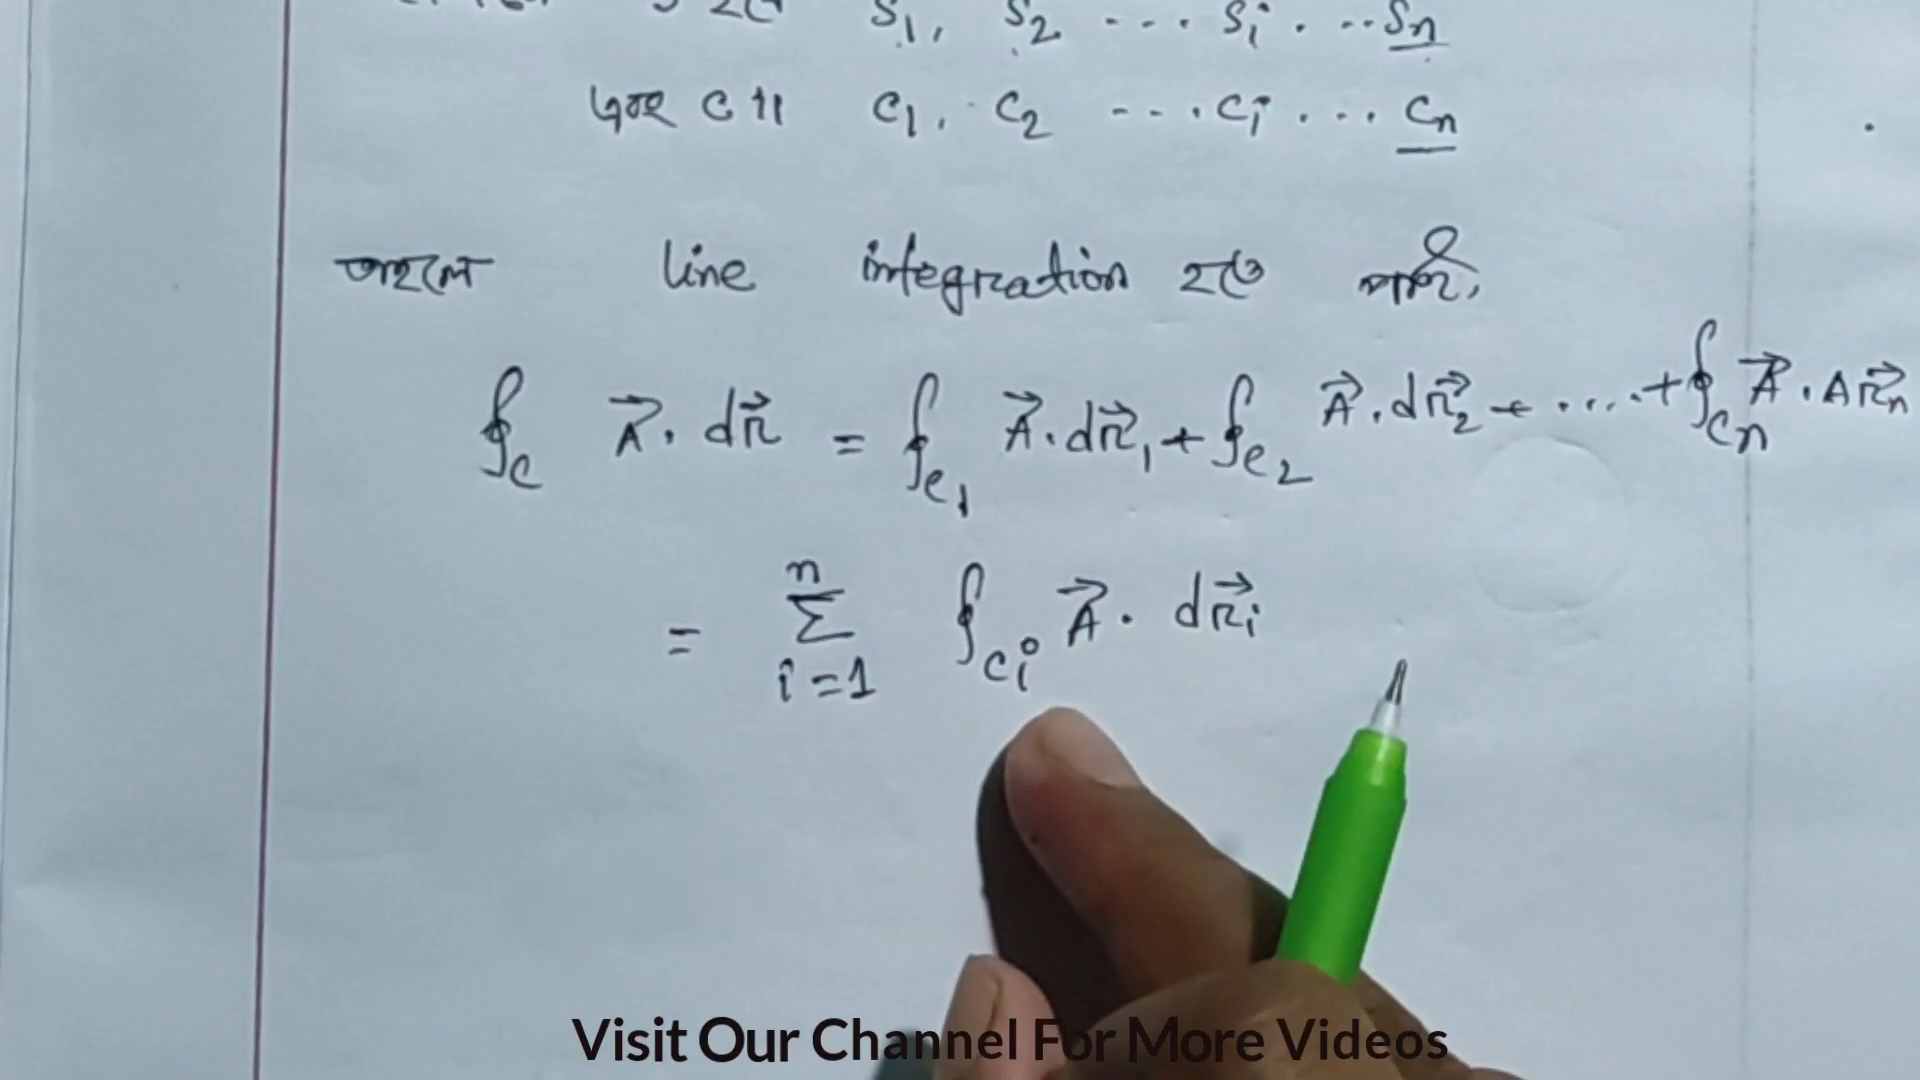 S₁, S₂ ---. Sᵢ . ..Sₙ
এবং C ॥ C₁, C₂ ---.Cᵢ ... Cₙ
তাহলে line integration হতে পাই,
∮_C A⃗. dr⃗ = ∮_C₁ A⃗.dr⃗₁ + ∮_C₂ A⃗.dr⃗₂ + ....+ ∮_Cₙ A⃗.Δr⃗ₙ
= Σ_{i=1}^{n} ∮_Cᵢ A⃗. dr⃗ᵢ
Visit Our Channel For More Videos